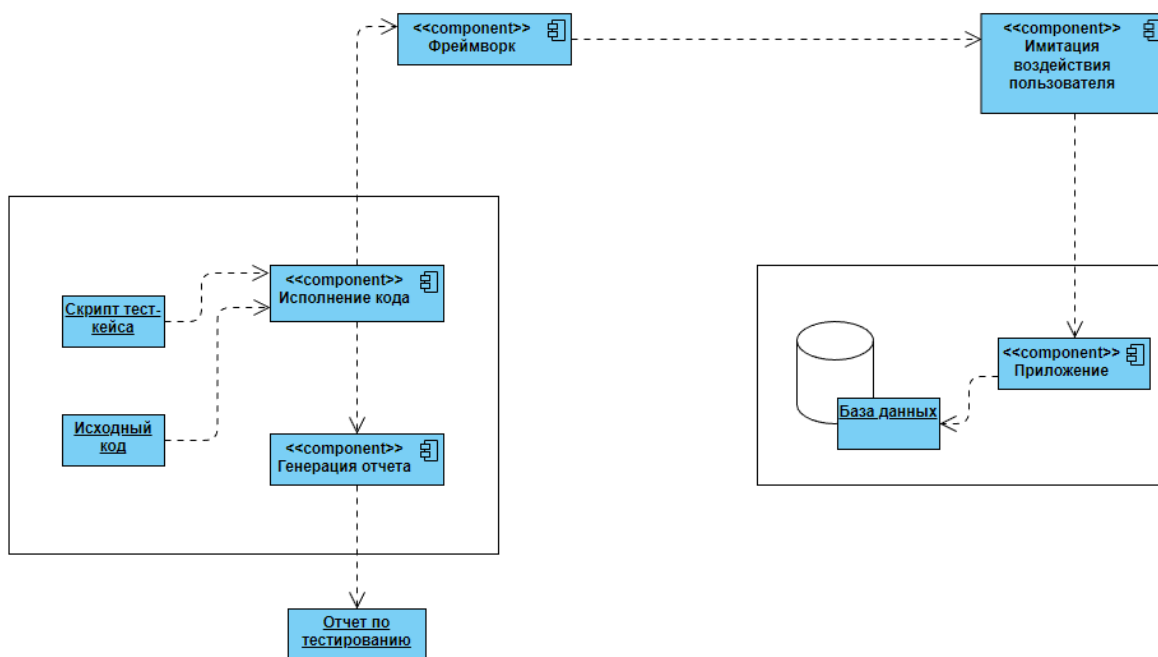 <<component>>
Фреймворк
<<component>>
Имитация
воздействия
пользователя
<<component>>
Исполнение кода
Скрипт тест-
кейса
Исходный
код
<<component>>
Генерация отчета
<<component>>
Приложение
База данных
Отчет по
тестированию